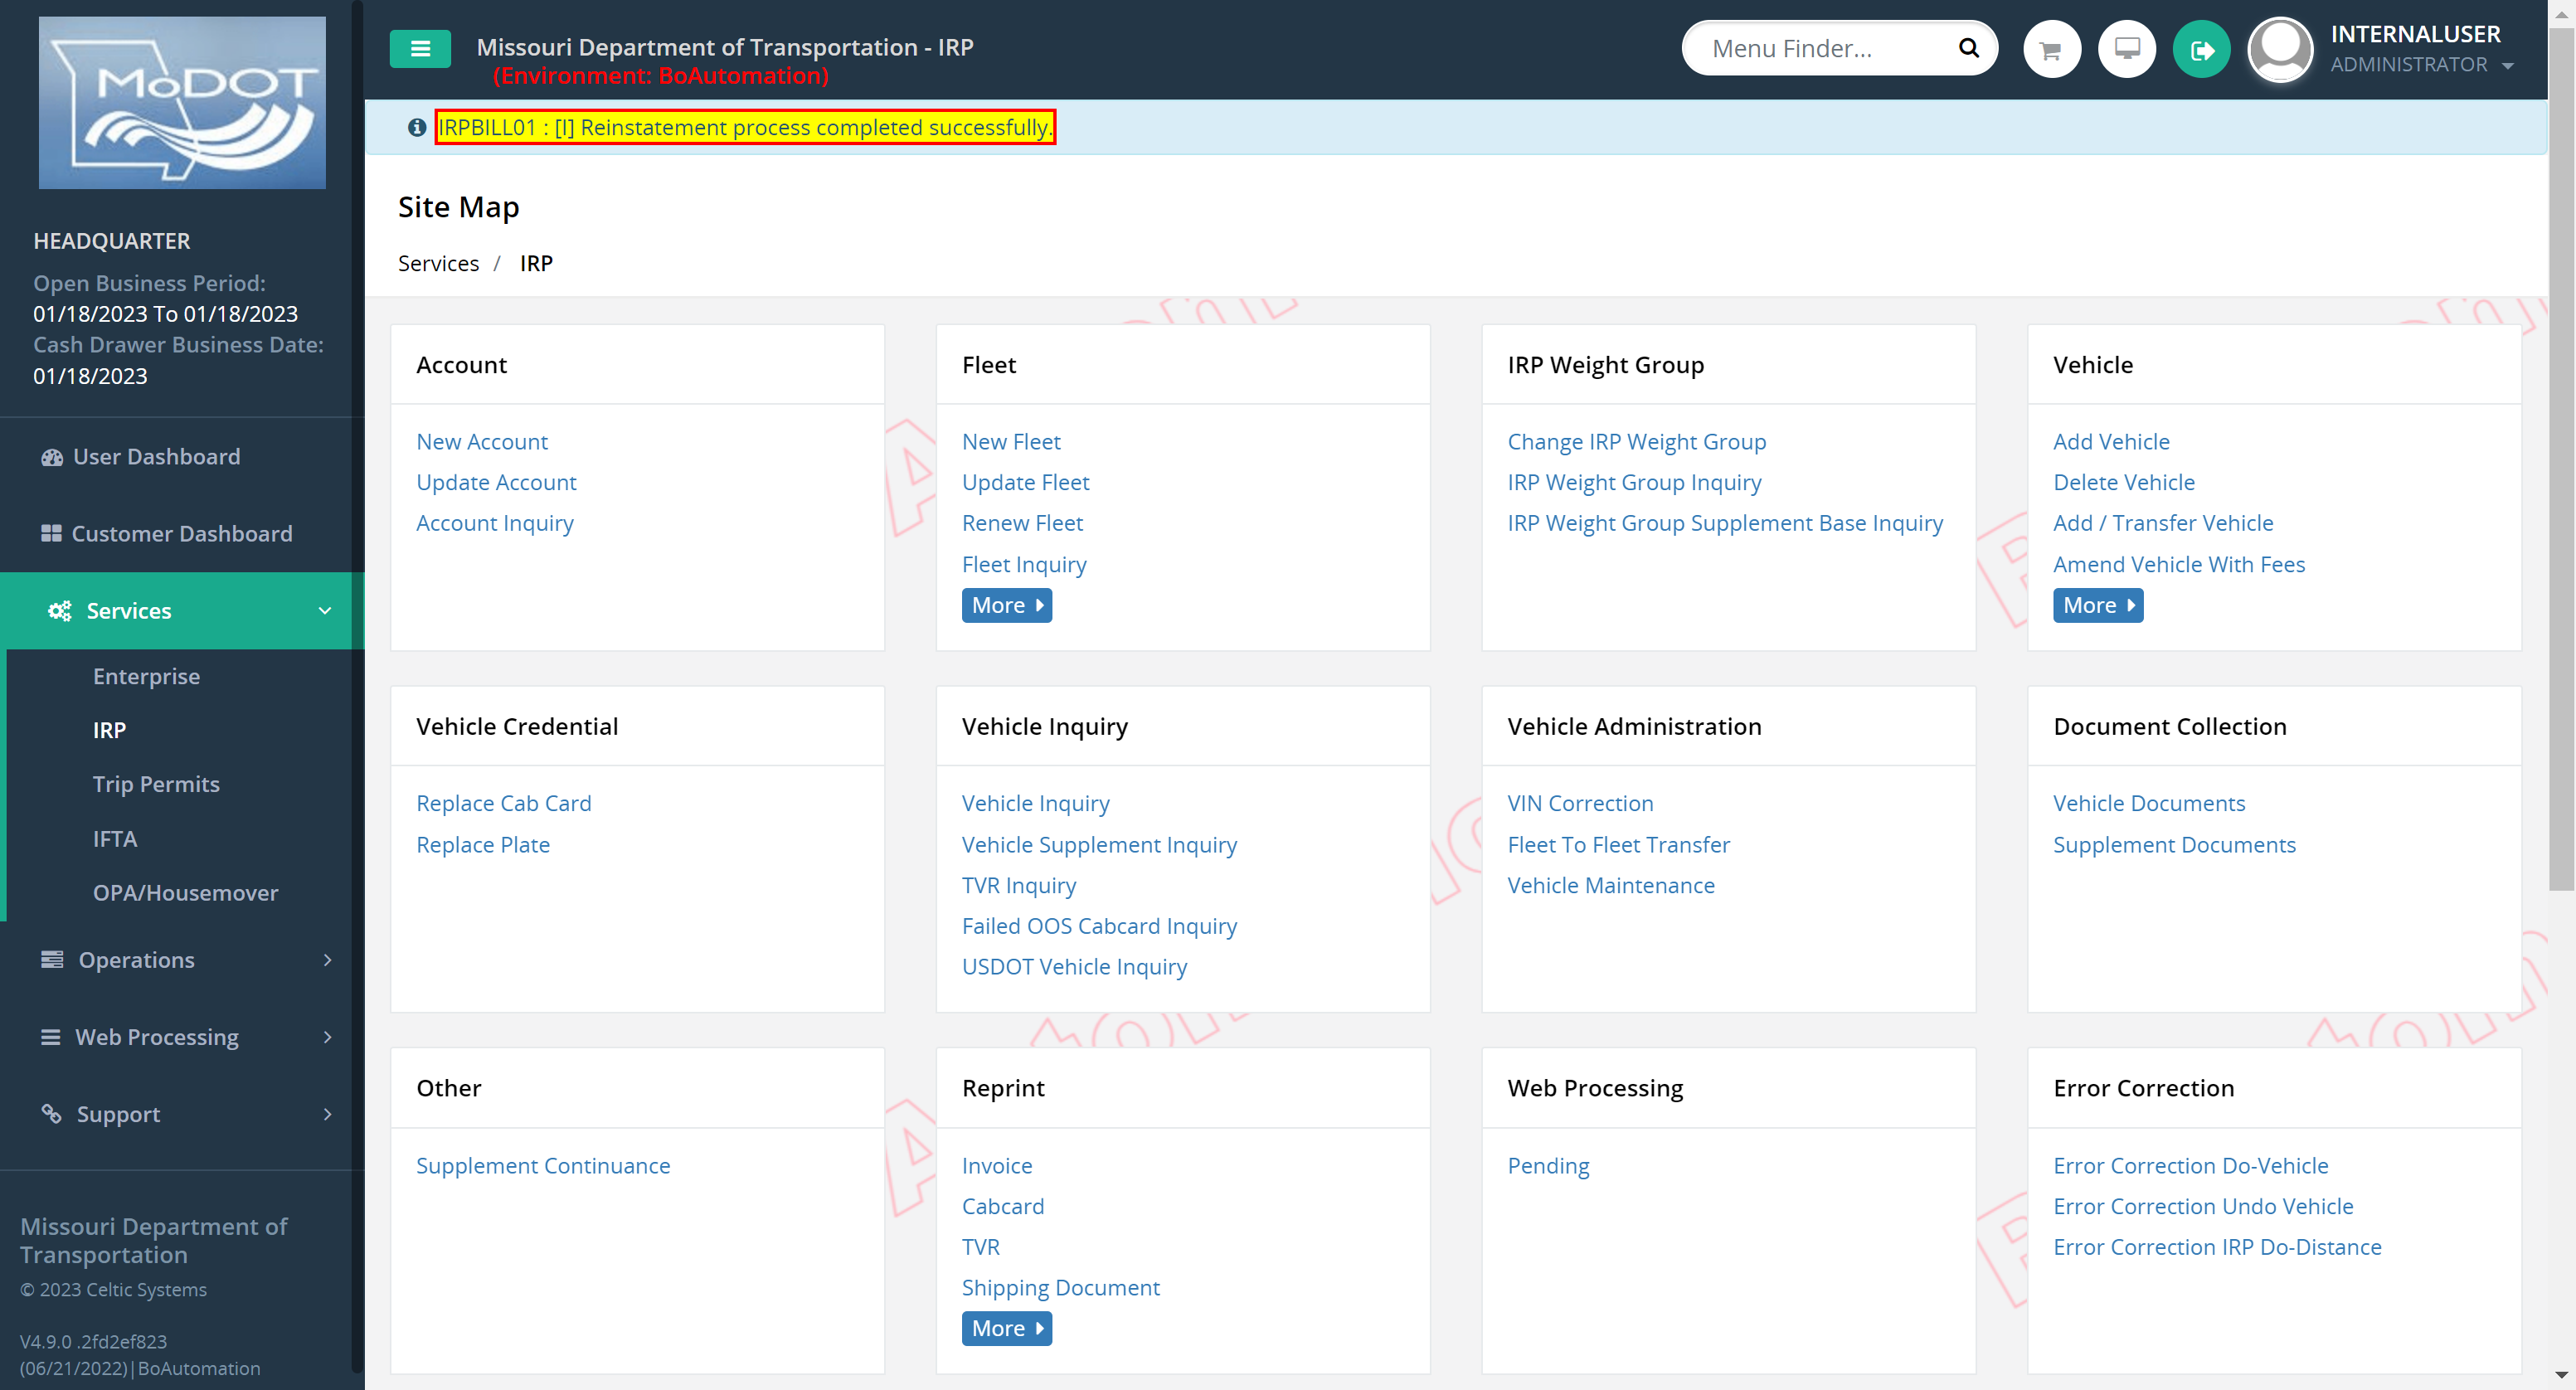 MoDOT
HEADQUARTER
Open Business Period:
01/18/2023 To 01/18/2023
Cash Drawer Business Date:
01/18/2023
User Dashboard
Customer Dashboard
Services
Enterprise
IRP
Trip Permits
IFTA
OPA/Housemover
Operations
Web Processing
Support
Missouri Department of
Transportation
© 2023 Celtic Systems
V4.9.0 .2fd2ef823
(06/21/2022)|BoAutomation
Missouri Department of Transportation - IRP
(Environment: BoAutomation)
Menu Finder...
INTERNALUSER
ADMINISTRATOR
IRPBILL01 : [I] Reinstatement process completed successfully.
Site Map
Services / IRP
Account
New Account
Update Account
Account Inquiry
Fleet
New Fleet
Update Fleet
Renew Fleet
Fleet Inquiry
More
IRP Weight Group
Change IRP Weight Group
IRP Weight Group Inquiry
IRP Weight Group Supplement Base Inquiry
Vehicle
Add Vehicle
Delete Vehicle
Add / Transfer Vehicle
Amend Vehicle With Fees
More
Vehicle Credential
Replace Cab Card
Replace Plate
Vehicle Inquiry
Vehicle Inquiry
Vehicle Supplement Inquiry
TVR Inquiry
Failed OOS Cabcard Inquiry
USDOT Vehicle Inquiry
Vehicle Administration
VIN Correction
Fleet To Fleet Transfer
Vehicle Maintenance
Document Collection
Vehicle Documents
Supplement Documents
Other
Supplement Continuance
Reprint
Invoice
Cabcard
TVR
Shipping Document
More
Web Processing
Pending
Error Correction
Error Correction Do-Vehicle
Error Correction Undo Vehicle
Error Correction IRP Do-Distance